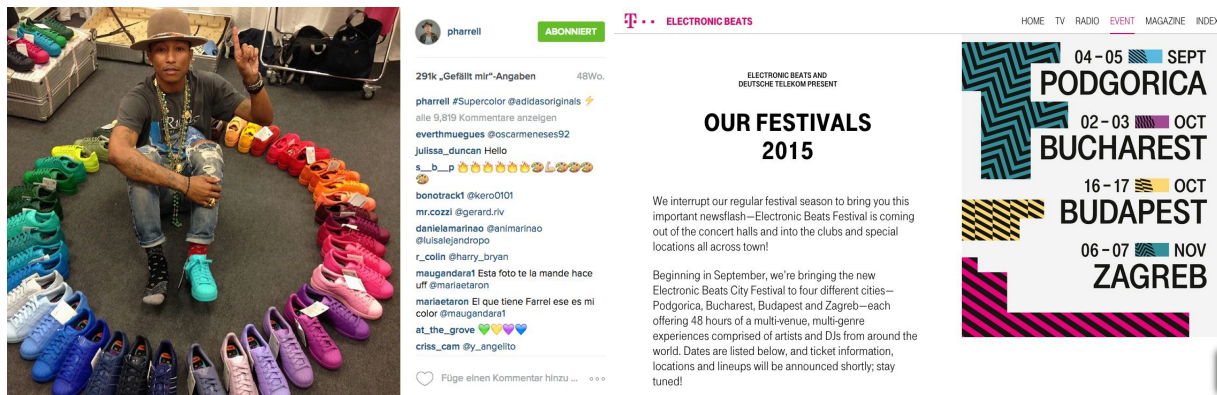 pharrell
ABONNIERT
291k „Gefällt mir“-Angaben 48Wo.
pharrell #Supercolor @adidasoriginals ⚡
alle 9,819 Kommentare anzeigen
everthmuegues @oscarmeneses92
julissa_duncan Hello
s__b__p 🔥🔥🔥🔥🔥🔥🎨💪🎨🎨🎨
🎨
bonotrack1 @kero0101
mr.cozzi @gerard.riv
danielamarinao @animarinao
@luisalejandropo
r_colin @harry_bryan
maugandara1 Esta foto te la mande hace
uff @mariaetaron
mariaetaron El que tiene Farrel ese es mi
color @maugandara1
at_the_grove 💚💛💜💙
criss_cam @y_angelito
Füge einen Kommentar hinzu ...
T ELECTRONIC BEATS
HOME TV RADIO EVENT MAGAZINE INDEX
ELECTRONIC BEATS AND
DEUTSCHE TELEKOM PRESENT
OUR FESTIVALS
2015
We interrupt our regular festival season to bring you this
important newsflash—Electronic Beats Festival is coming
out of the concert halls and into the clubs and special
locations all across town!
Beginning in September, we're bringing the new
Electronic Beats City Festival to four different cities—
Podgorica, Bucharest, Budapest and Zagreb—each
offering 48 hours of a multi-venue, multi-genre
experiences comprised of artists and DJs from around the
world. Dates are listed below, and ticket information,
locations and lineups will be announced shortly; stay
tuned!
04–05 SEPT
PODGORICA
02–03 OCT
BUCHAREST
16–17 OCT
BUDAPEST
06–07 NOV
ZAGREB